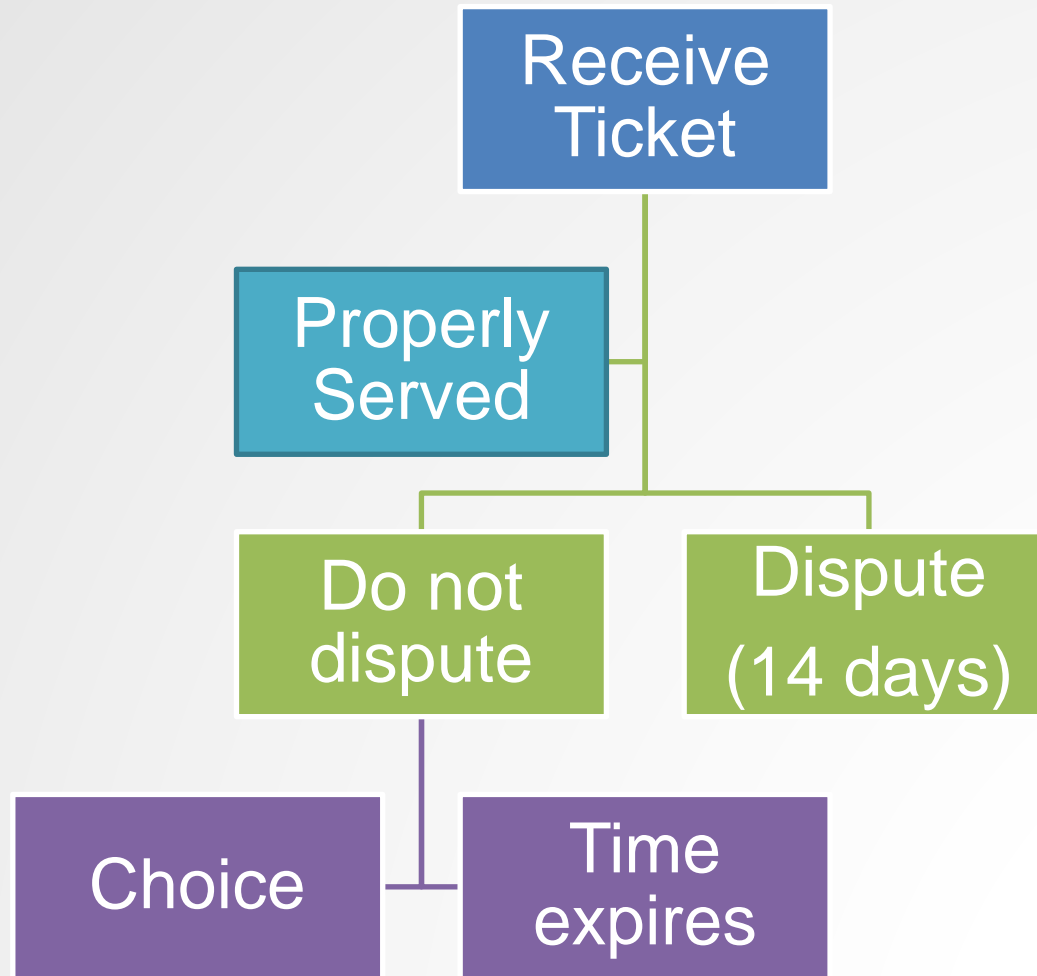 Receive
Ticket
Properly
Served
Do not
dispute
Dispute
(14 days)
Choice
Time
expires